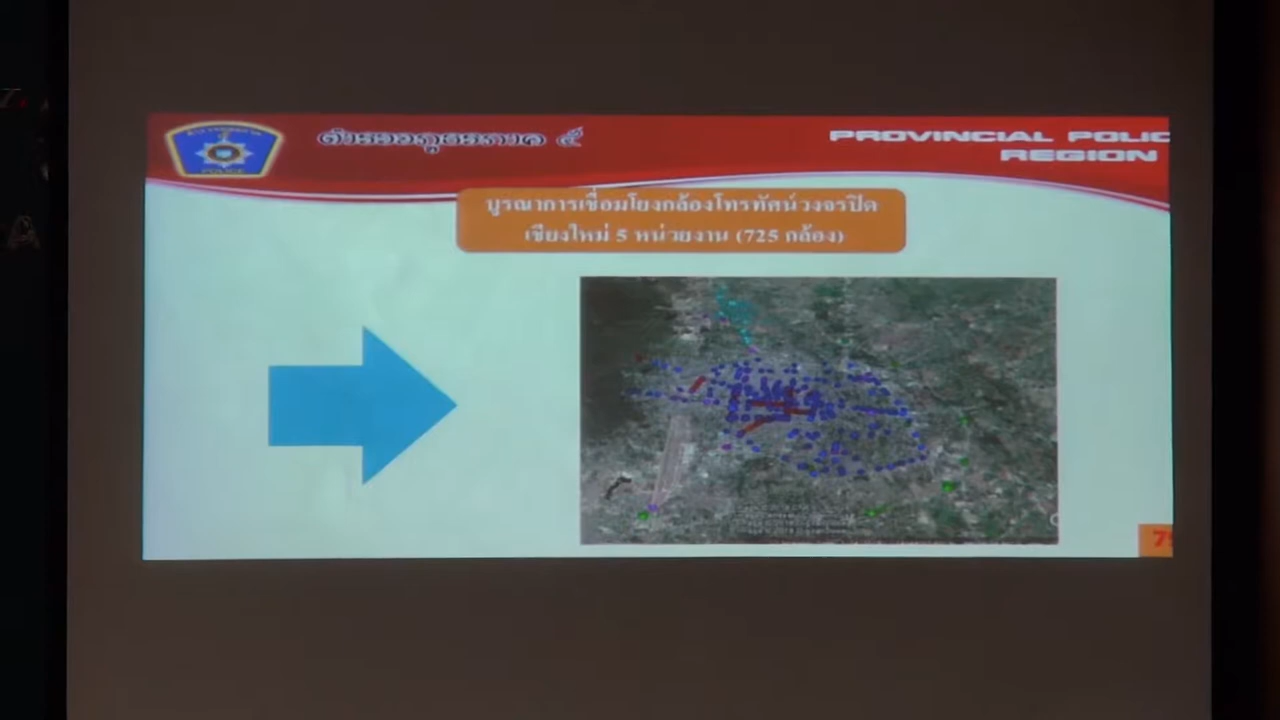 ตำรวจภูธรภาค ๕
PROVINCIAL POLIC
REGION
POLICE
บูรณาการเชื่อมโยงกล้องโทรทัศน์วงจรปิด
เชียงใหม่ 5 หน่วยงาน (725 กล้อง)